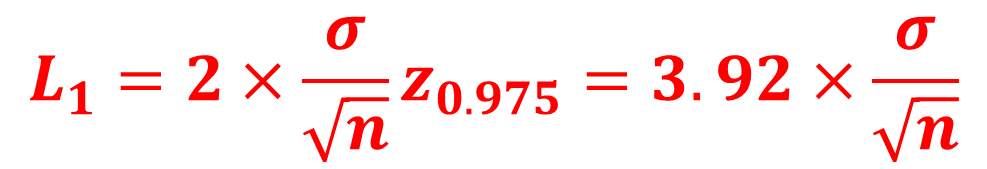 L₁ = 2 × σ/√n z₀.₉₇₅ = 3.92 × σ/√n